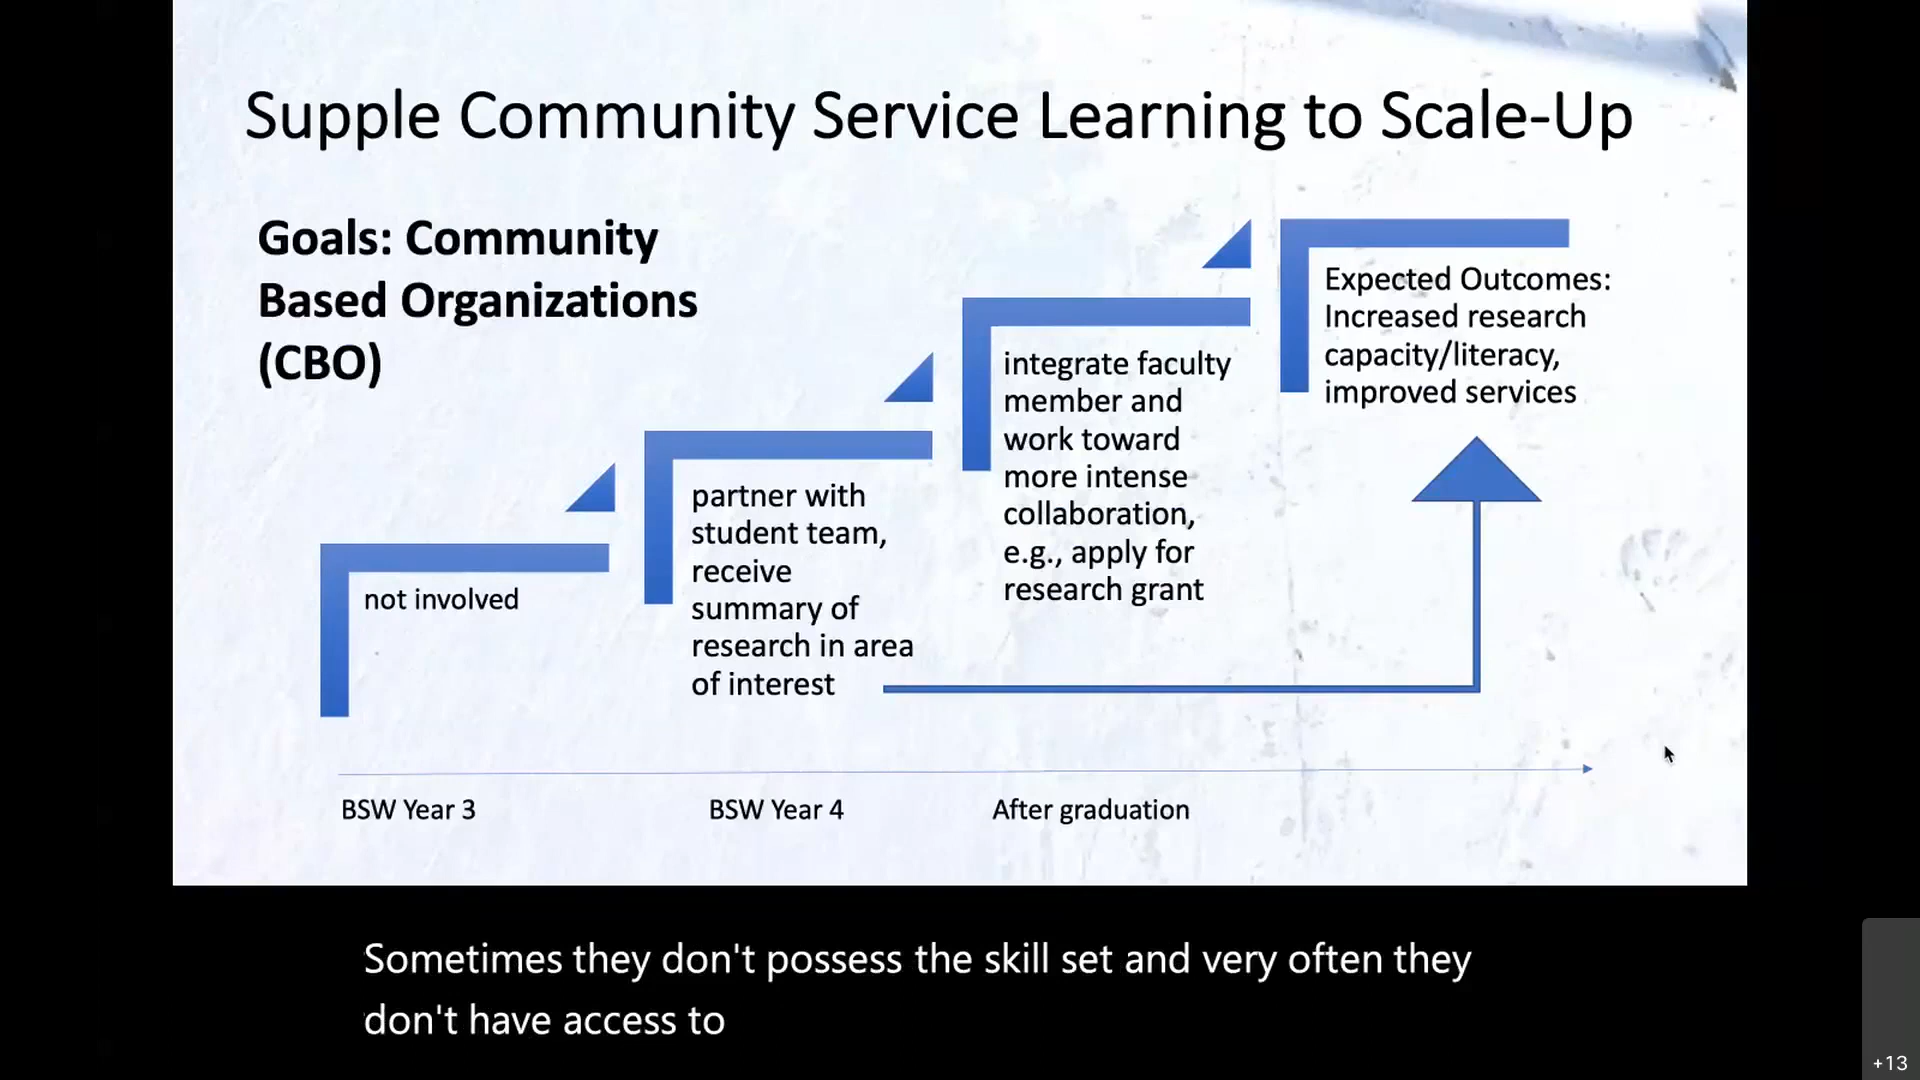 Supple Community Service Learning to Scale-Up
Goals: Community
Based Organizations
(CBO)
not involved
partner with
student team,
receive
summary of
research in area
of interest
integrate faculty
member and
work toward
more intense
collaboration,
e.g., apply for
research grant
Expected Outcomes:
Increased research
capacity/literacy,
improved services
BSW Year 3
BSW Year 4
After graduation
Sometimes they don't possess the skill set and very often they
don't have access to
+13